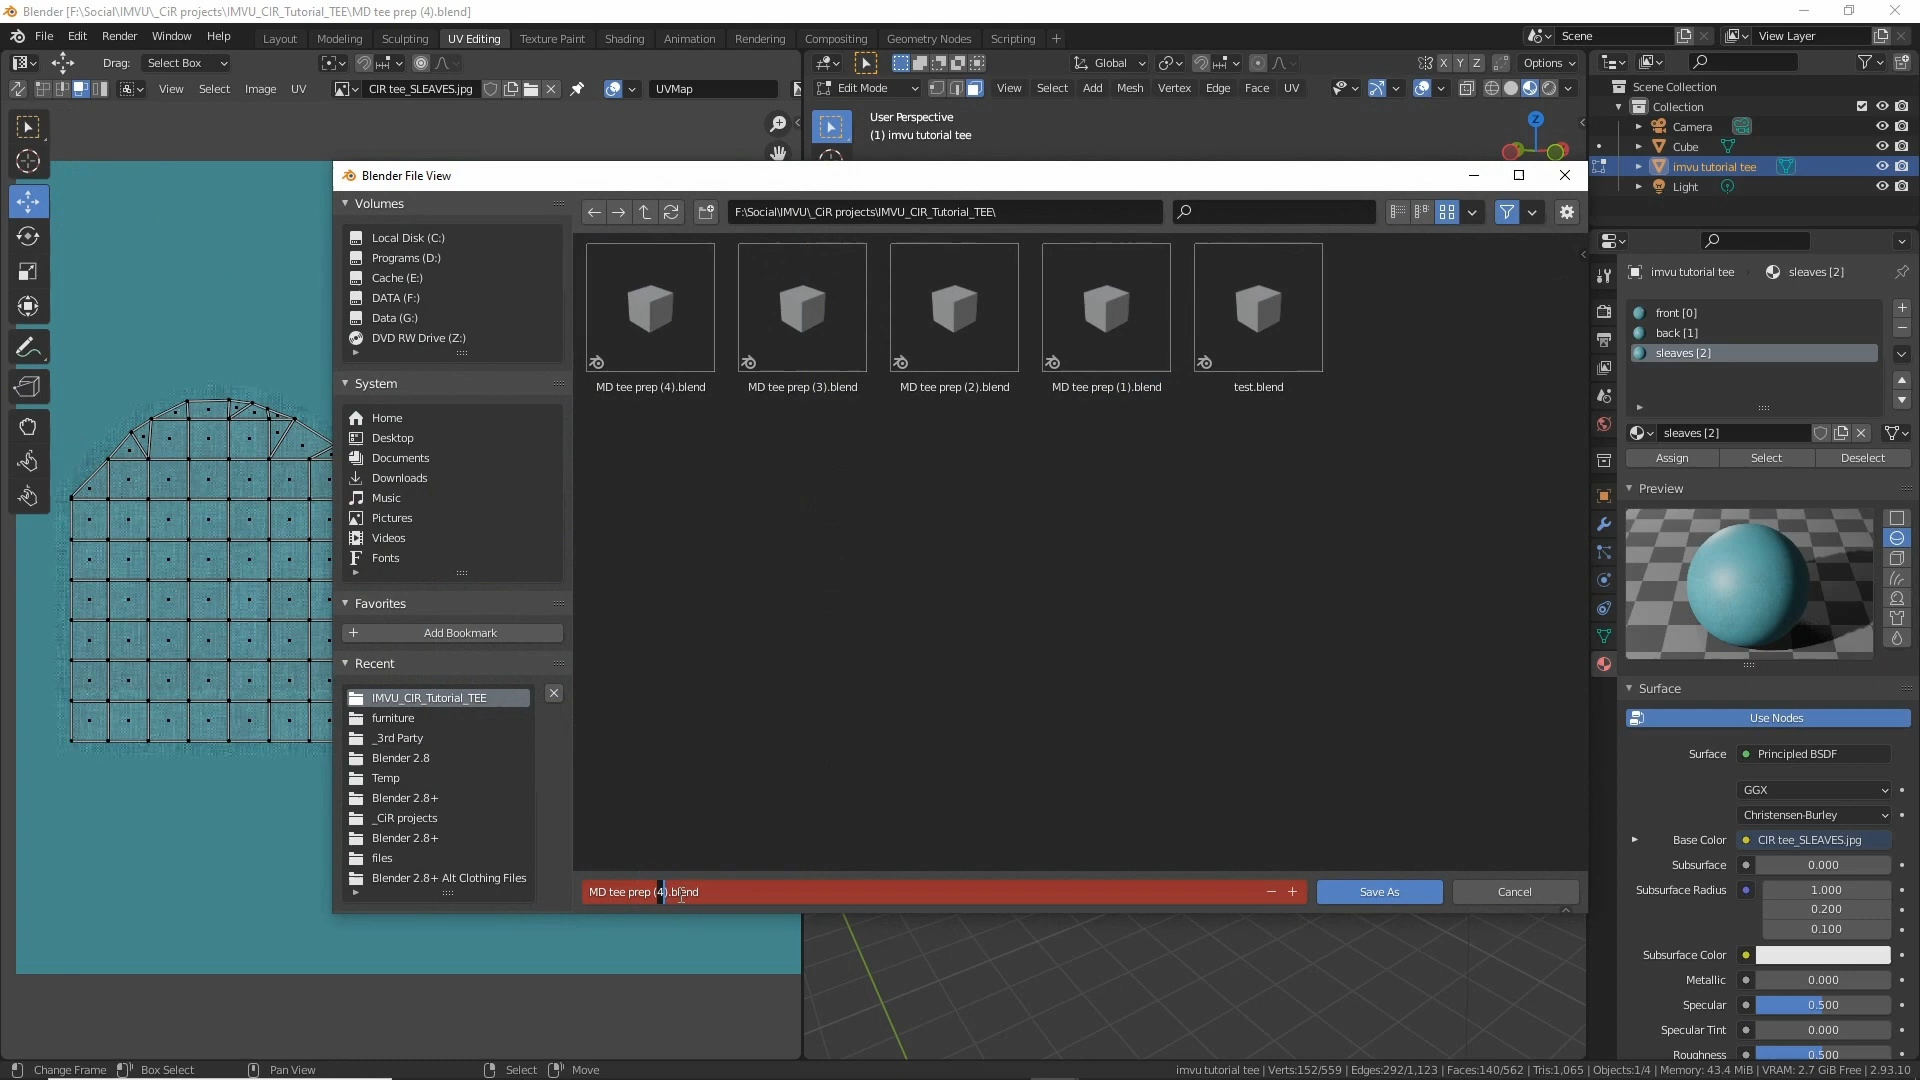 Blender [F:\Social\IMVU\_CiR projects\IMVU_CIR_Tutorial_TEE\MD tee prep (4).blend]
File Edit Render Window Help Layout Modeling Sculpting UV Editing Texture Paint Shading Animation Rendering Compositing Geometry Nodes Scripting + Scene View Layer
Drag: Select Box Global X Y Z Options
View Select Image UV CIR tee_SLEAVES.jpg UVMap Edit Mode View Select Add Mesh Vertex Edge Face UV
User Perspective
(1) imvu tutorial tee
Z
Scene Collection
Collection
Camera
Cube
imvu tutorial tee
Light
Blender File View
Volumes
Local Disk (C:)
Programs (D:)
Cache (E:)
DATA (F:)
Data (G:)
DVD RW Drive (Z:)
System
Home
Desktop
Documents
Downloads
Music
Pictures
Videos
Fonts
Favorites
Add Bookmark
Recent
IMVU_CIR_Tutorial_TEE
furniture
_3rd Party
Blender 2.8
Temp
Blender 2.8+
_CiR projects
Blender 2.8+
files
Blender 2.8+ Alt Clothing Files
F:\Social\IMVU\_CiR projects\IMVU_CIR_Tutorial_TEE\
MD tee prep (4).blend MD tee prep (3).blend MD tee prep (2).blend MD tee prep (1).blend test.blend
MD tee prep (4).blend Save As Cancel
imvu tutorial tee sleaves [2]
front [0]
back [1]
sleaves [2]
sleaves [2]
Assign Select Deselect
Preview
Surface
Use Nodes
Surface Principled BSDF
GGX
Christensen-Burley
Base Color CIR tee_SLEAVES.jpg
Subsurface 0.000
Subsurface Radius 1.000
0.200
0.100
Subsurface Color
Metallic 0.000
Specular 0.500
Specular Tint 0.000
Roughness 0.500
Change Frame Box Select Pan View Select Move imvu tutorial tee | Verts:152/559 | Edges:292/1,123 | Faces:140/562 | Tris:1,065 | Objects:1/4 | Memory: 43.4 MiB | VRAM: 2.7 GiB Free | 2.93.10